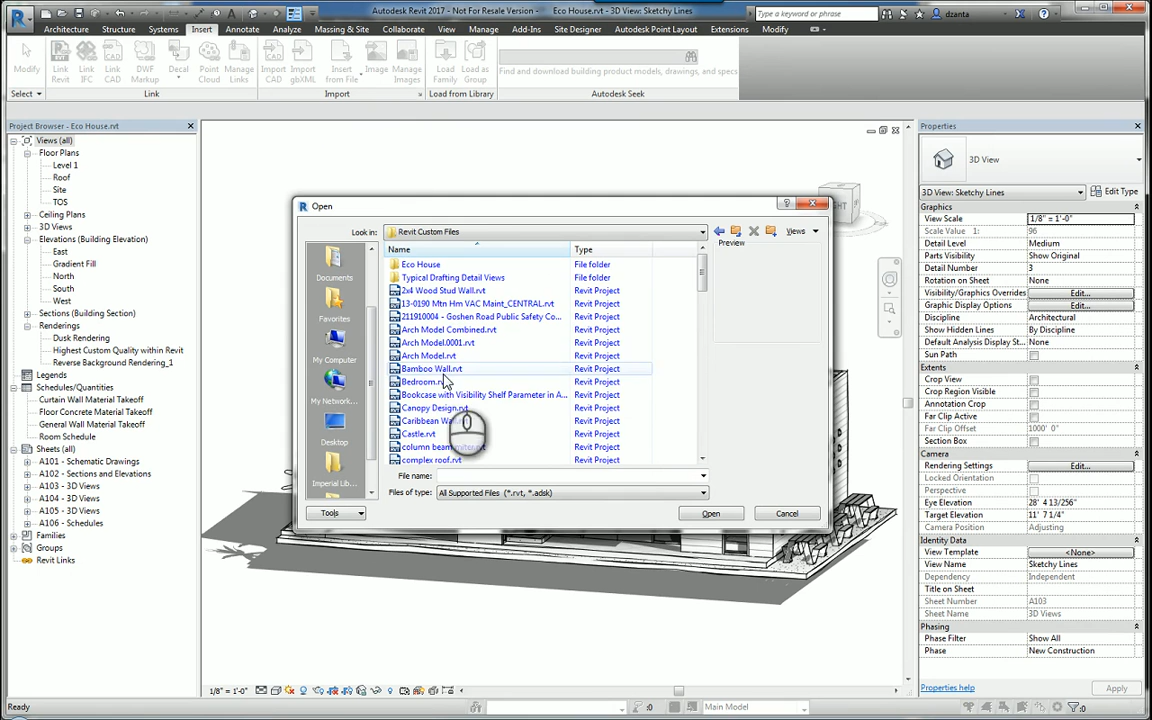 Autodesk Revit 2017 - Not For Resale Version - Eco House.rvt - 3D View: Sketchy Lines
Type a keyword or phrase
dzanta
Architecture Structure Systems Insert Annotate Analyze Massing & Site Collaborate View Manage Add-Ins Site Designer Autodesk Point Layout Extensions Modify
Modify
Link Revit
Link IFC
Link CAD
DWF Markup
Decal
Point Cloud
Manage Links
Import CAD
Import gbXML
Insert from File
Image
Manage Images
Load Family
Load as Group
Find and download building product models, drawings, and specs
Select
Link
Import
Load from Library
Autodesk Seek
Project Browser - Eco House.rvt
Views (all)
Floor Plans
Level 1
Roof
Site
TOS
Ceiling Plans
3D Views
Elevations (Building Elevation)
East
Gradient Fill
North
South
West
Sections (Building Section)
Renderings
Dusk Rendering
Highest Custom Quality within Revit
Reverse Background Rendering_1
Legends
Schedules/Quantities
Curtain Wall Material Takeoff
Floor Concrete Material Takeoff
General Wall Material Takeoff
Room Schedule
Sheets (all)
A101 - Schematic Drawings
A102 - Sections and Elevations
A103 - 3D Views
A104 - 3D Views
A105 - 3D Views
A106 - Schedules
Families
Groups
Revit Links
Open
Look in:
Revit Custom Files
Views
Documents
Favorites
My Computer
My Network...
Desktop
Imperial Lib...
Name
Type
Preview
Eco House File folder
Typical Drafting Detail Views File folder
2x4 Wood Stud Wall.rvt Revit Project
13-0190 Mtn Hm VAC Maint_CENTRAL.rvt Revit Project
211910004 - Goshen Road Public Safety Co... Revit Project
Arch Model Combined.rvt Revit Project
Arch Model.0001.rvt Revit Project
Arch Model.rvt Revit Project
Bamboo Wall.rvt Revit Project
Bedroom.rvt Revit Project
Bookcase with Visibility Shelf Parameter in A... Revit Project
Canopy Design.rvt Revit Project
Caribbean Revit Project
Castle.rvt Revit Project
column beam Revit Project
complex roof.rvt Revit Project
File name:
Files of type:
All Supported Files (*.rvt, *.adsk)
Tools
Open
Cancel
Properties
3D View
3D View: Sketchy Lines
Edit Type
Graphics
View Scale 1/8" = 1'-0"
Scale Value 1: 96
Detail Level Medium
Parts Visibility Show Original
Detail Number 3
Rotation on Sheet None
Visibility/Graphics Overrides Edit...
Graphic Display Options Edit...
Discipline Architectural
Show Hidden Lines By Discipline
Default Analysis Display St... None
Sun Path
Extents
Crop View
Crop Region Visible
Annotation Crop
Far Clip Active
Far Clip Offset 1000' 0"
Section Box
Camera
Rendering Settings Edit...
Locked Orientation
Perspective
Eye Elevation 28' 4 13/256"
Target Elevation 11' 7 1/4"
Camera Position Adjusting
Identity Data
View Template <None>
View Name Sketchy Lines
Dependency Independent
Title on Sheet
Sheet Number A103
Sheet Name 3D Views
Phasing
Phase Filter Show All
Phase New Construction
Properties help
Apply
1/8" = 1'-0"
Ready
:0
Main Model
:0